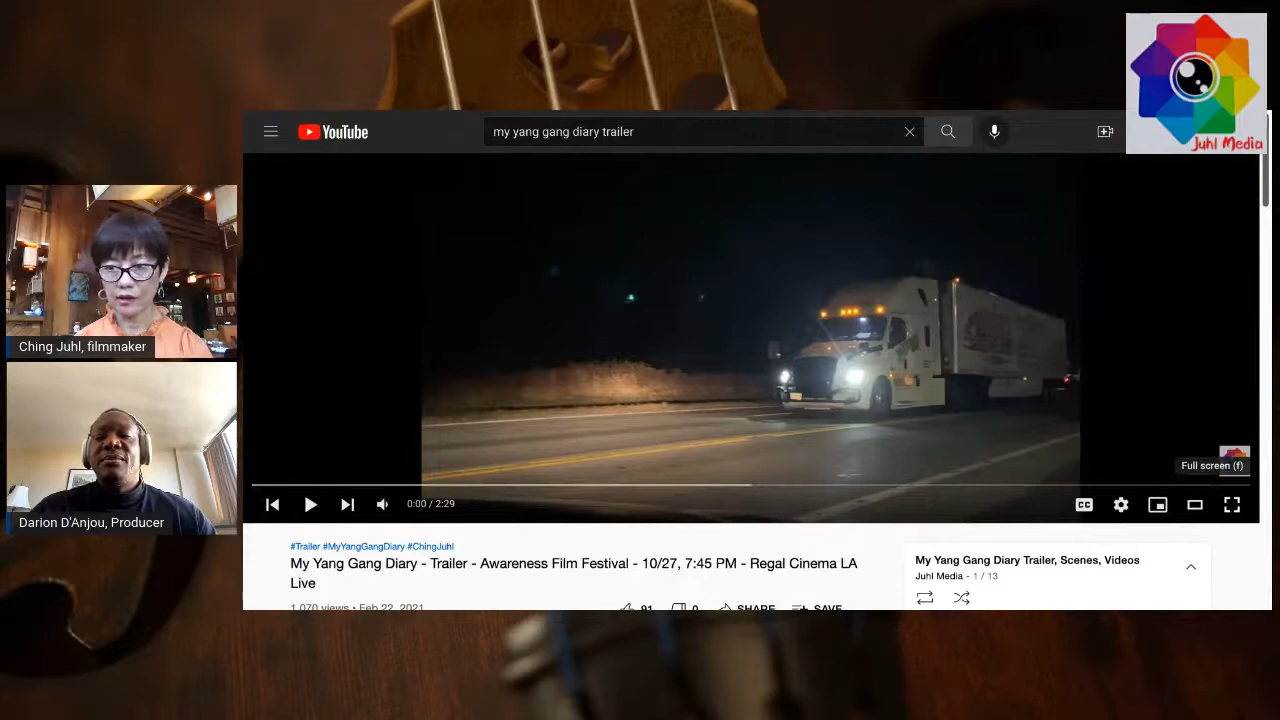 YouTube
my yang gang diary trailer
Juhl Media
Ching Juhl, filmmaker
Darion D'Anjou, Producer
Full screen (f)
0:00 / 2:29
CC
#Trailer #MyYangGangDiary #ChingJuhl
My Yang Gang Diary - Trailer - Awareness Film Festival - 10/27, 7:45 PM - Regal Cinema LA
Live
1,070 views • Feb 22, 2021
91
0
SHARE
SAVE
My Yang Gang Diary Trailer, Scenes, Videos
Juhl Media - 1 / 13